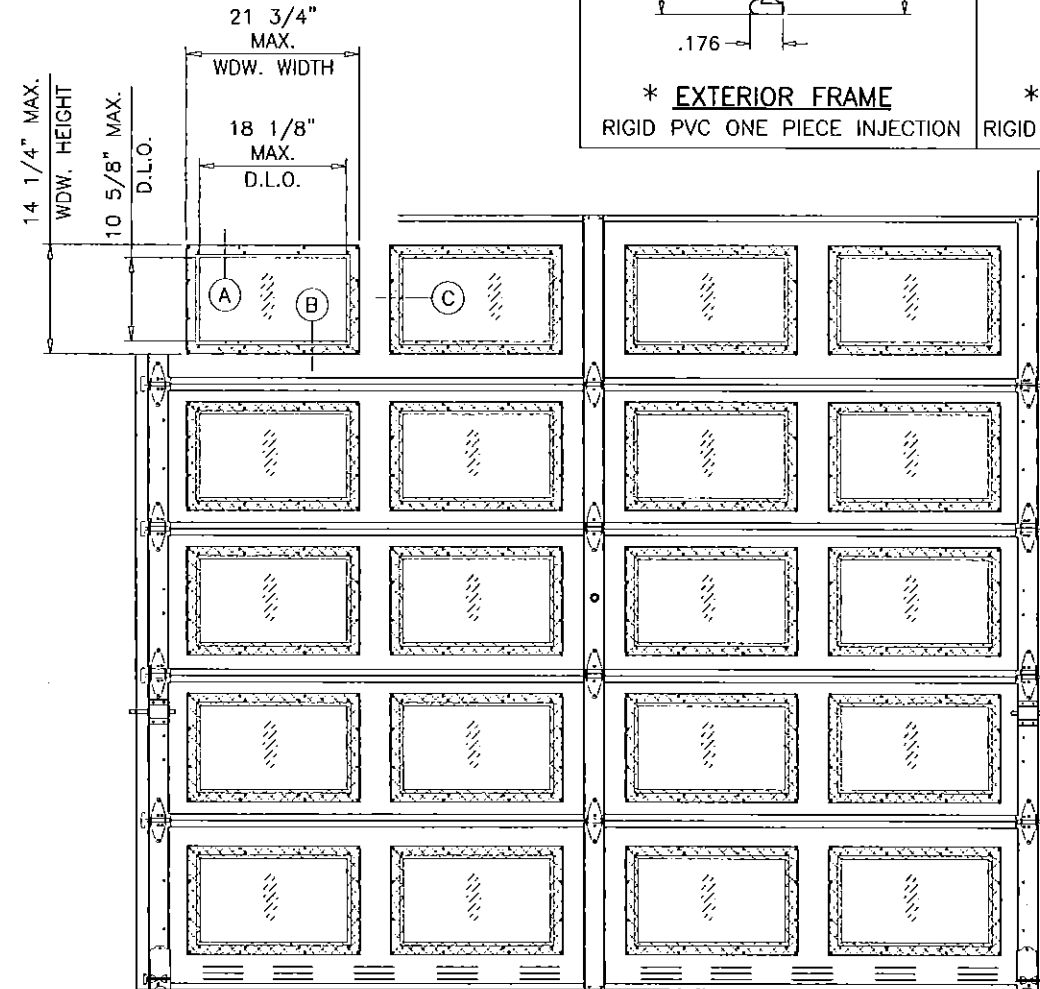 21 3/4"
MAX.
WDW. WIDTH
18 1/8"
MAX.
D.L.O.
14 1/4" MAX.
WDW. HEIGHT
10 5/8" MAX.
D.L.O.
.176
* EXTERIOR FRAME
RIGID PVC ONE PIECE INJECTION
*
RIGID
A
B
C